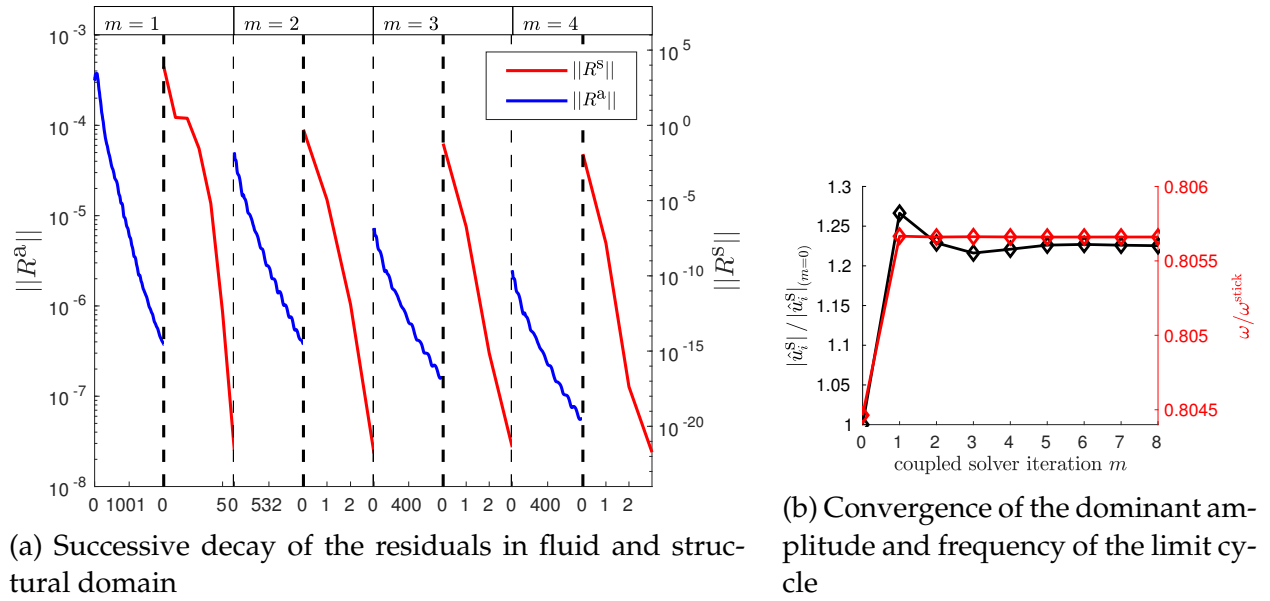 m = 1 m = 2 m = 3 m = 4
10^-3
10^-4
10^-5
10^-6
10^-7
10^-8
||R^a||
||R^s||
||R^a||
10^5
10^0
10^-5
10^-10
10^-15
10^-20
||R^s||
0 1001 0 5 0 532 0 1 2 0 400 0 1 2 0 400 0 1 2
(a) Successive decay of the residuals in fluid and struc-
tural domain
1.3
1.25
1.2
1.15
1.1
1.05
1
|û_i^s| / |û_i^s|_(m=0)
0.806
0.8055
0.805
0.8045
ω/ω^stick
0 1 2 3 4 5 6 7 8
coupled solver iteration m
(b) Convergence of the dominant am-
plitude and frequency of the limit cy-
cle